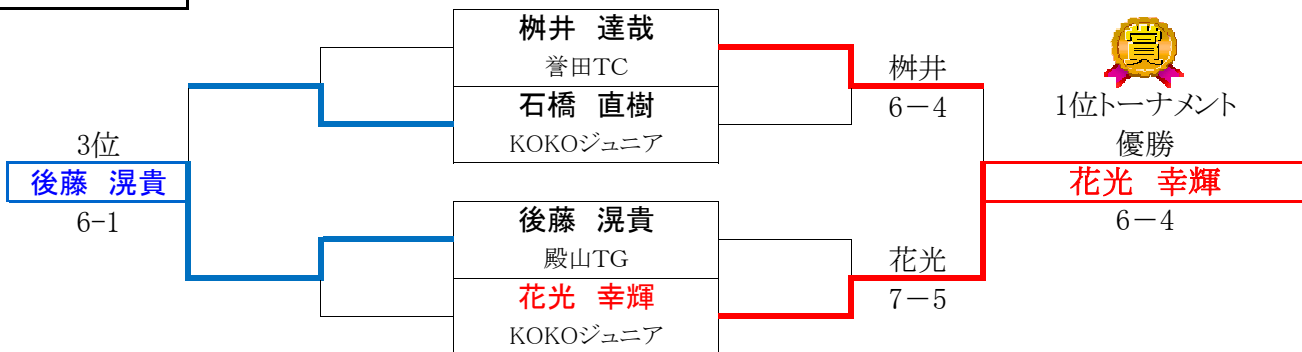 桝井　達哉
誉田TC
石橋 直樹
KOKOジュニア
桝井
6－4
賞
1位トーナメント
優勝
花光　幸輝
6－4
3位
後藤　滉貴
6-1
後藤　滉貴
殿山TG
花光　幸輝
KOKOジュニア
花光
7－5